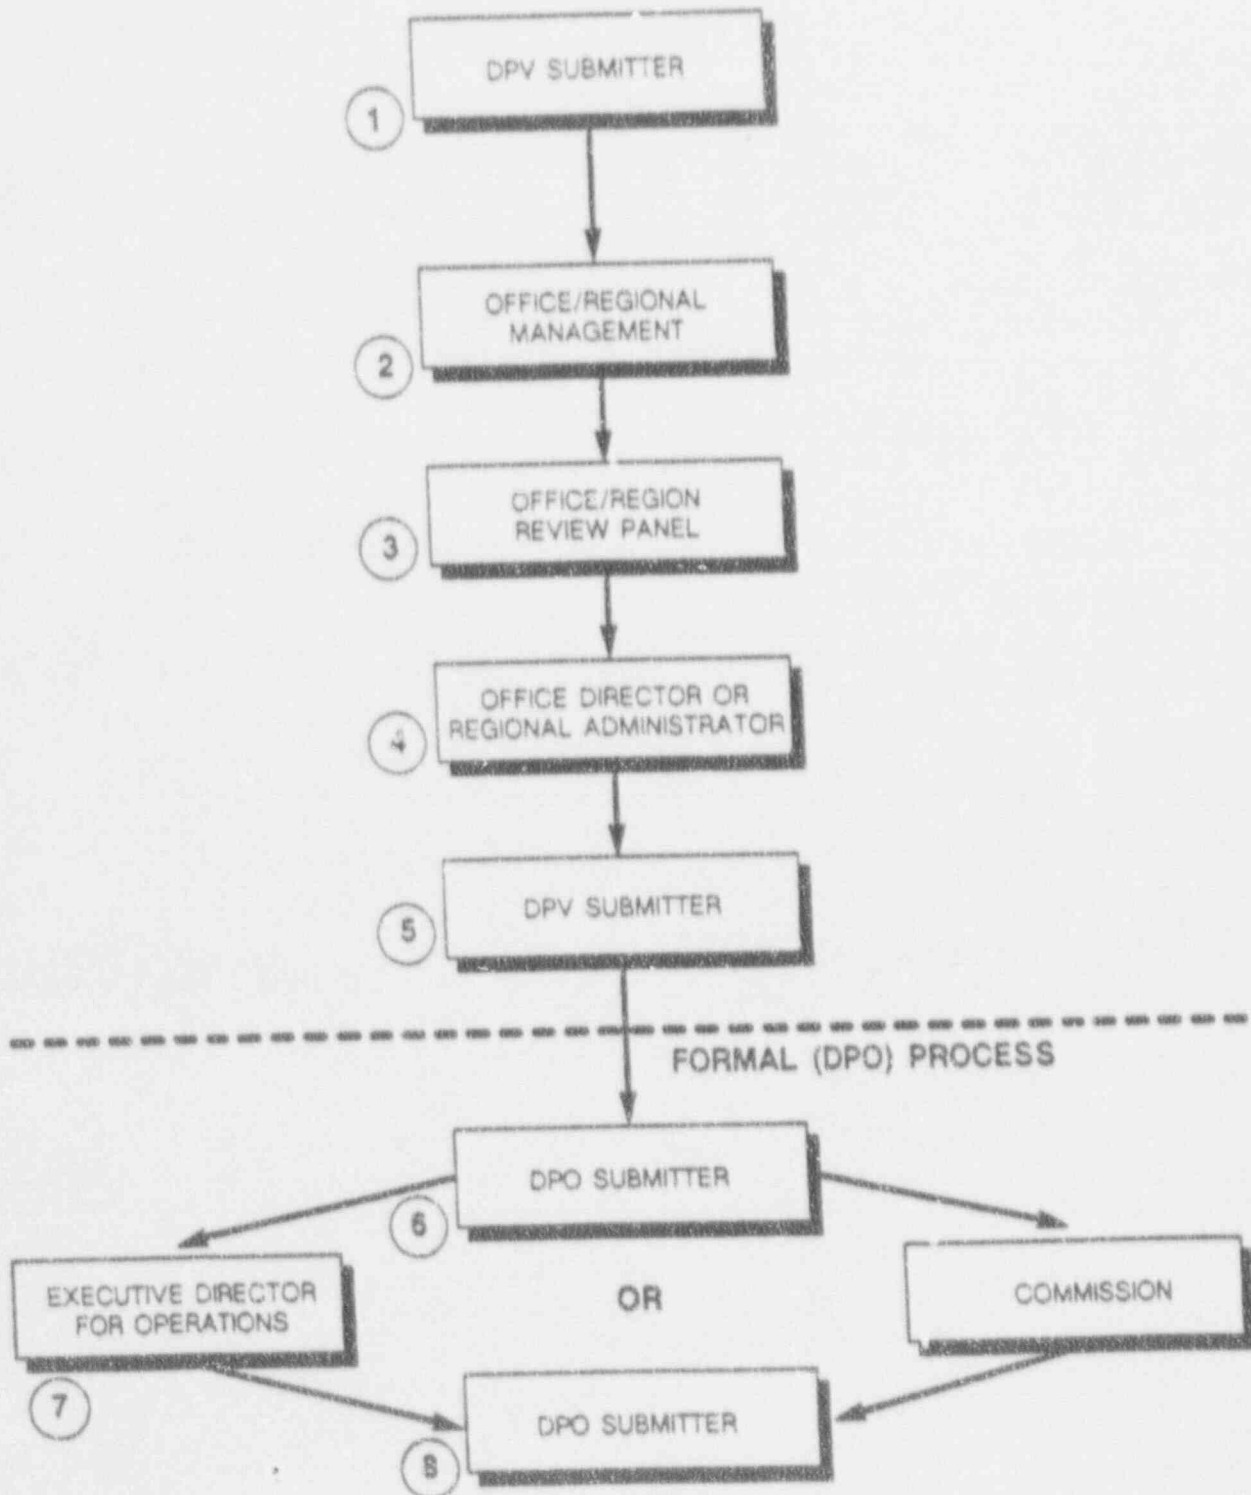 DPV SUBMITTER
1
OFFICE/REGIONAL
MANAGEMENT
2
OFFICE/REGION
REVIEW PANEL
3
OFFICE DIRECTOR OR
REGIONAL ADMINISTRATOR
4
DPV SUBMITTER
5
FORMAL (DPO) PROCESS
DPO SUBMITTER
6
EXECUTIVE DIRECTOR
FOR OPERATIONS
OR
COMMISSION
7
DPO SUBMITTER
8